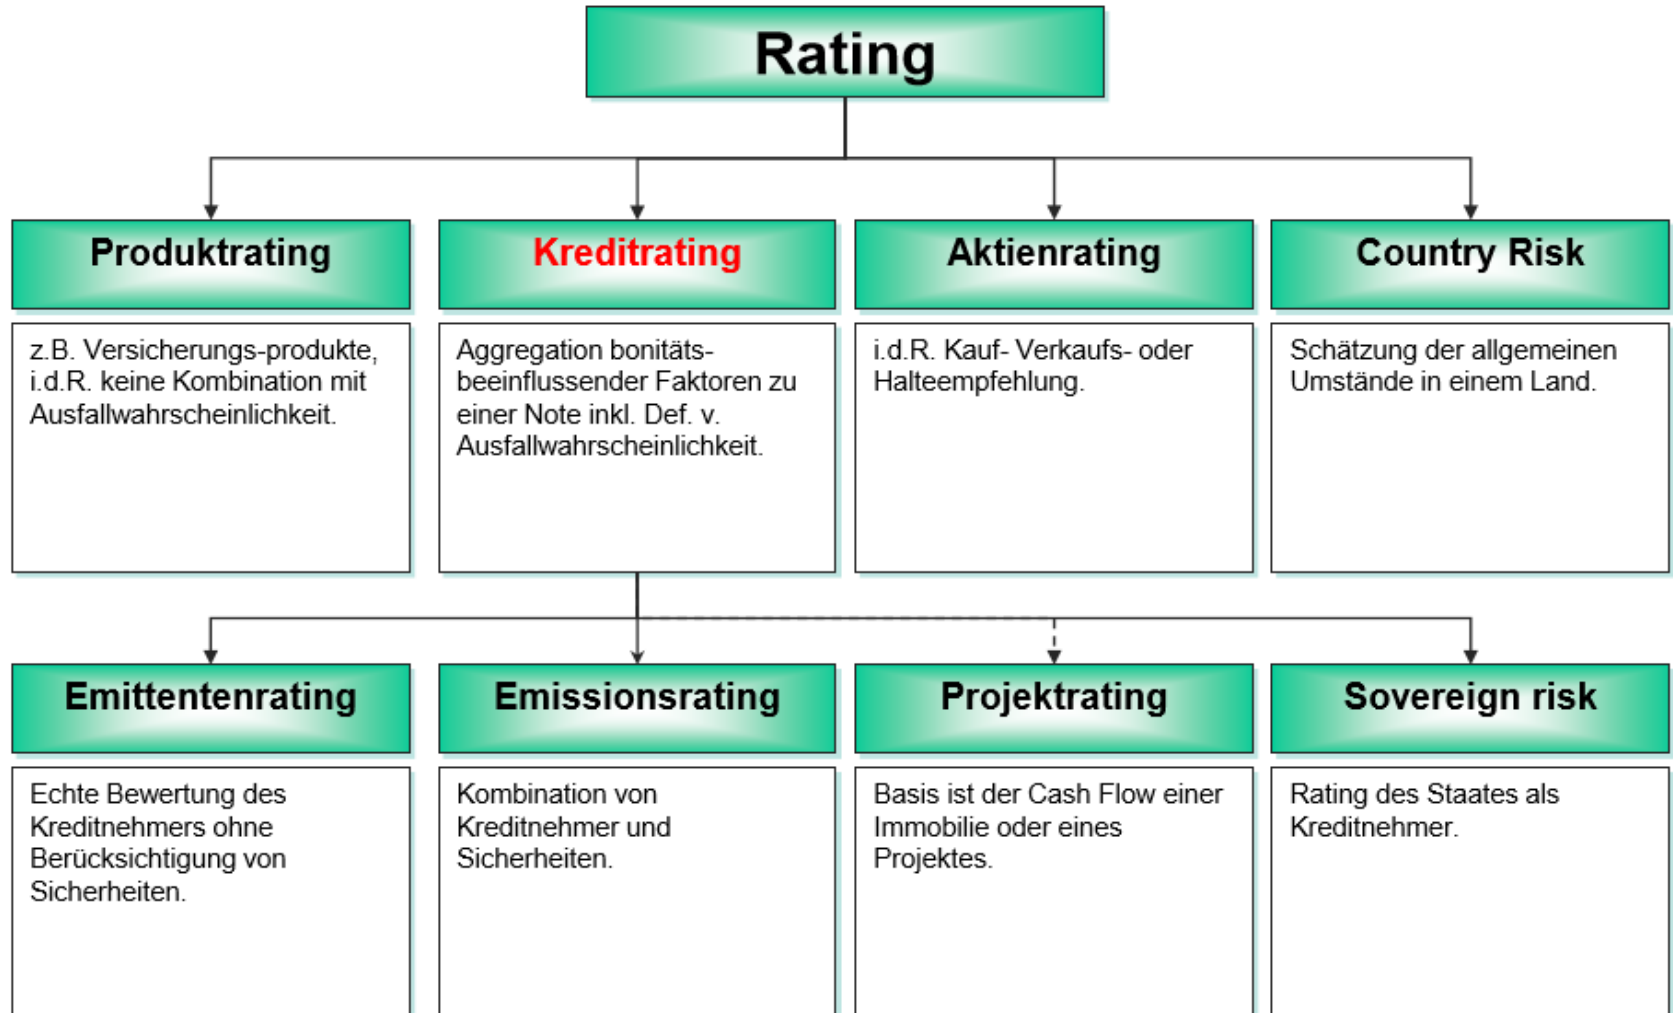 Rating
Produktrating
Kreditrating
Aktienrating
Country Risk
z.B. Versicherungs-produkte,
i.d.R. keine Kombination mit
Ausfallwahrscheinlichkeit.
Aggregation bonitäts-
beeinflussender Faktoren zu
einer Note inkl. Def. v.
Ausfallwahrscheinlichkeit.
i.d.R. Kauf- Verkaufs- oder
Halteempfehlung.
Schätzung der allgemeinen
Umstände in einem Land.
Emittentenrating
Emissionsrating
Projektrating
Sovereign risk
Echte Bewertung des
Kreditnehmers ohne
Berücksichtigung von
Sicherheiten.
Kombination von
Kreditnehmer und
Sicherheiten.
Basis ist der Cash Flow einer
Immobilie oder eines
Projektes.
Rating des Staates als
Kreditnehmer.